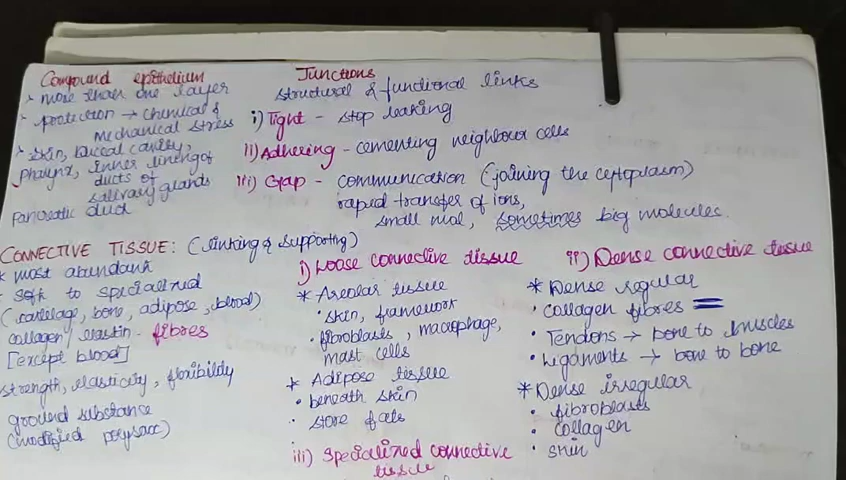 Compound epithelium
> more than one layer
> protection → chemical &
mechanical stress
> skin, buccal cavity,
pharynx, inner lining of
ducts of
salivary glands
Pancreatic duct
Junctions
Structural & functional links
i) Tight - stop leaking
ii) Adhering - cementing neighbour cells
iii) Gap - communication (joining the cytoplasm)
rapid transfer of ions,
small mol, sometimes big molecules.
CONNECTIVE TISSUE: (linking & supporting)
* most abundant
- soft to specialized
(cartilage, bone, adipose, blood)
collagen/elastin - fibres
[except blood]
strength, elasticity, flexibility
ground substance
(modified polysacc)
i) Loose connective tissue
* Areolar tissue
• skin, framework
• fibroblasts, macrophage,
mast cells
* Adipose tissue
• beneath skin
• store fats
iii) Specialized connective
tissue
ii) Dense connective tissue
* Dense regular
• collagen fibres =
• Tendons → bone to muscles
• Ligaments → bone to bone
* Dense irregular
• fibroblasts
• collagen
• skin